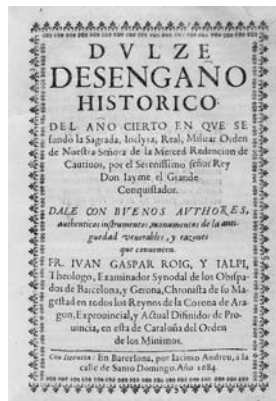 DVLZE
DESENGAÑO
HISTORICO
DEL AÑO CIERTO EN QVE SE
fundo la Sagrada, Inclyta, Real, Militar Orden
de Nuestra Señora de la Merced Redencion de
Cautivos, por el Serenissimo señor Rey
Don Iayme el Grande
Conquistador.
DALE CON BVENOS AVTHORES,
authenticos instrumentos, monumentos de la anti-
guedad venerables, y razones
que convencen.
FR. IVAN GASPAR ROIG, Y IALPI,
Theologo, Examinador Synodal de los Obispa-
dos de Barcelona, y Gerona, Chronista de su Ma-
gestad en todos los Reynos de la Corona de Ara-
gon, Exprovincial, y Actual Difinidor de Pro-
uincia, en esta de Cataluña del Orden
de los Minimos.
Con licencia: En Barcelona, por Iacinto Andreu, à la
calle de Santo Domingo. Año 1684.